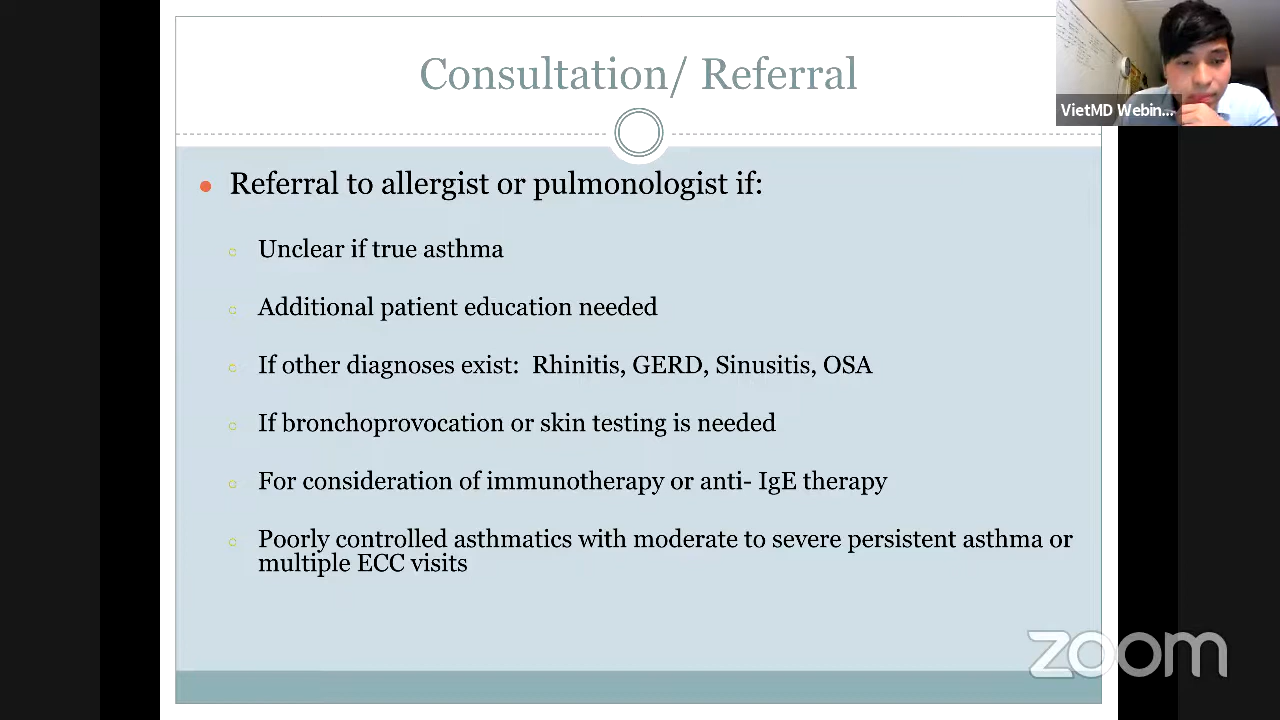 Consultation/ Referral
VietMD Webin...
Referral to allergist or pulmonologist if:
Unclear if true asthma
Additional patient education needed
If other diagnoses exist:  Rhinitis, GERD, Sinusitis, OSA
If bronchoprovocation or skin testing is needed
For consideration of immunotherapy or anti- IgE therapy
Poorly controlled asthmatics with moderate to severe persistent asthma or
multiple ECC visits
zoom